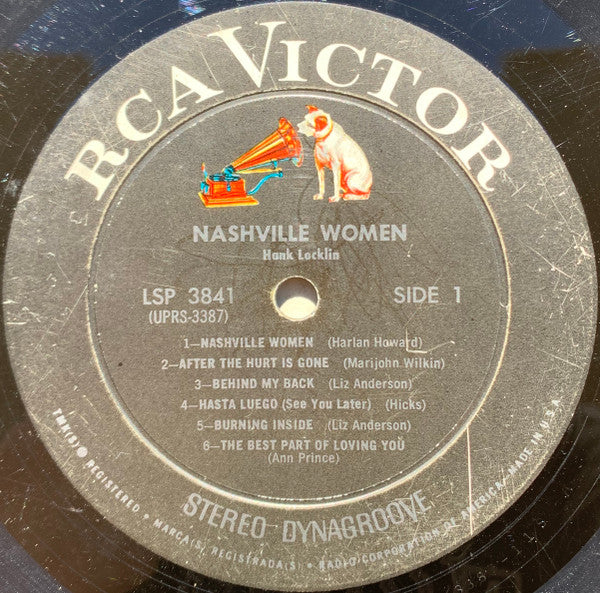 RCA VICTOR
NASHVILLE WOMEN
Hank Locklin
LSP 3841
(UPRS-3387)
SIDE 1
1—NASHVILLE WOMEN (Harlan Howard)
2—AFTER THE HURT IS GONE (Marijohn Wilkin)
3—BEHIND MY BACK (Liz Anderson)
4—HASTA LUEGO (See You Later) (Hicks)
5—BURNING INSIDE (Liz Anderson)
6—THE BEST PART OF LOVING YOU
(Ann Prince)
STEREO DYNAGROOVE
TMK(S) ® REGISTERED • MARCA(S) REGISTRADA(S) • RADIO CORPORATION OF AMERICA, MADE IN U.S.A.